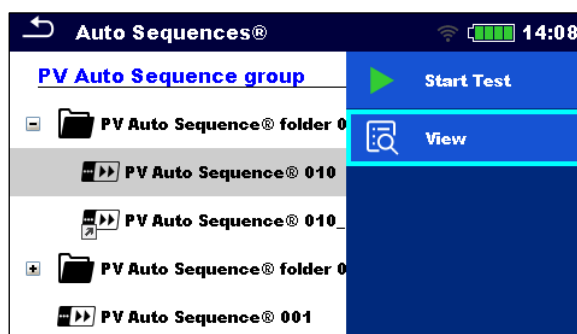 Auto Sequences® 14:08
PV Auto Sequence group
Start Test
PV Auto Sequence® folder 0
View
PV Auto Sequence® 010
PV Auto Sequence® 010_
PV Auto Sequence® folder 0
PV Auto Sequence® 001